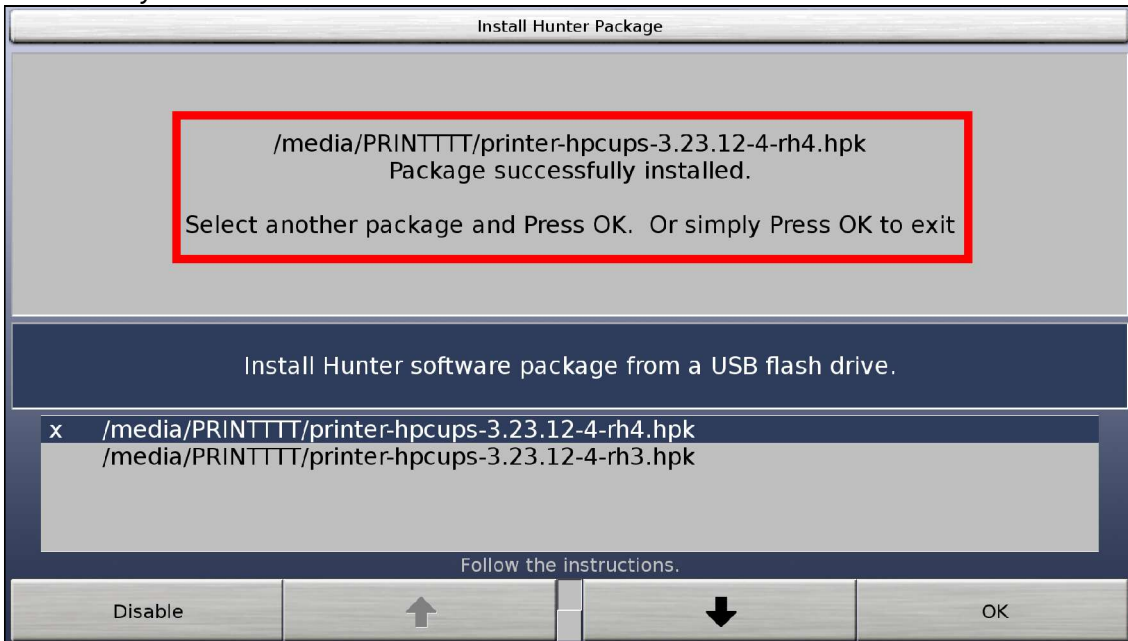 Install Hunter Package
/media/PRINTTTT/printer-hpcups-3.23.12-4-rh4.hpk
Package successfully installed.
Select another package and Press OK.  Or simply Press OK to exit
Install Hunter software package from a USB flash drive.
x /media/PRINTTTT/printer-hpcups-3.23.12-4-rh4.hpk
/media/PRINTTTT/printer-hpcups-3.23.12-4-rh3.hpk
Follow the instructions.
Disable OK